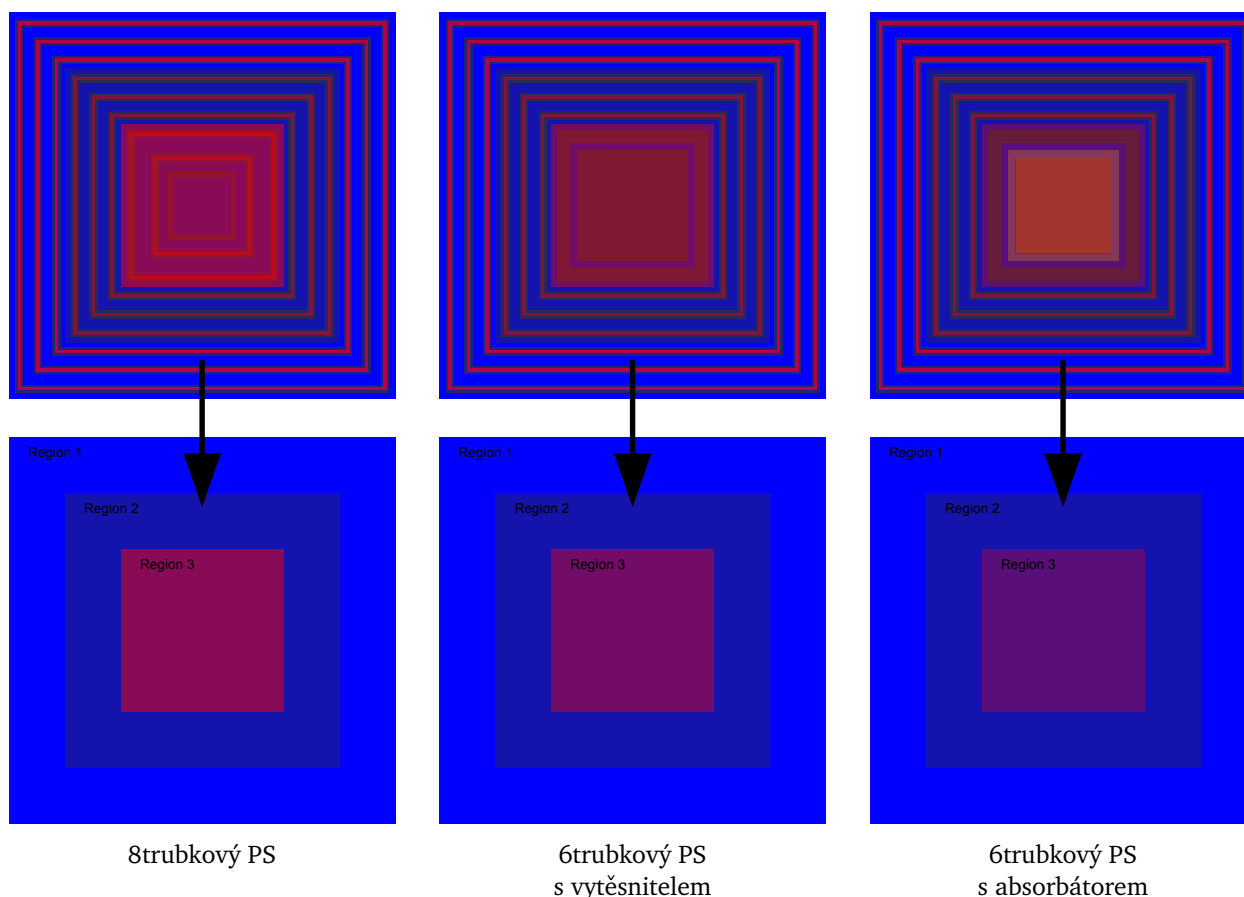 Region 1
Region 2
Region 3
Region 1
Region 2
Region 3
Region 1
Region 2
Region 3
8trubkový PS
6trubkový PS
s vytěsnitelem
6trubkový PS
s absorbátorem